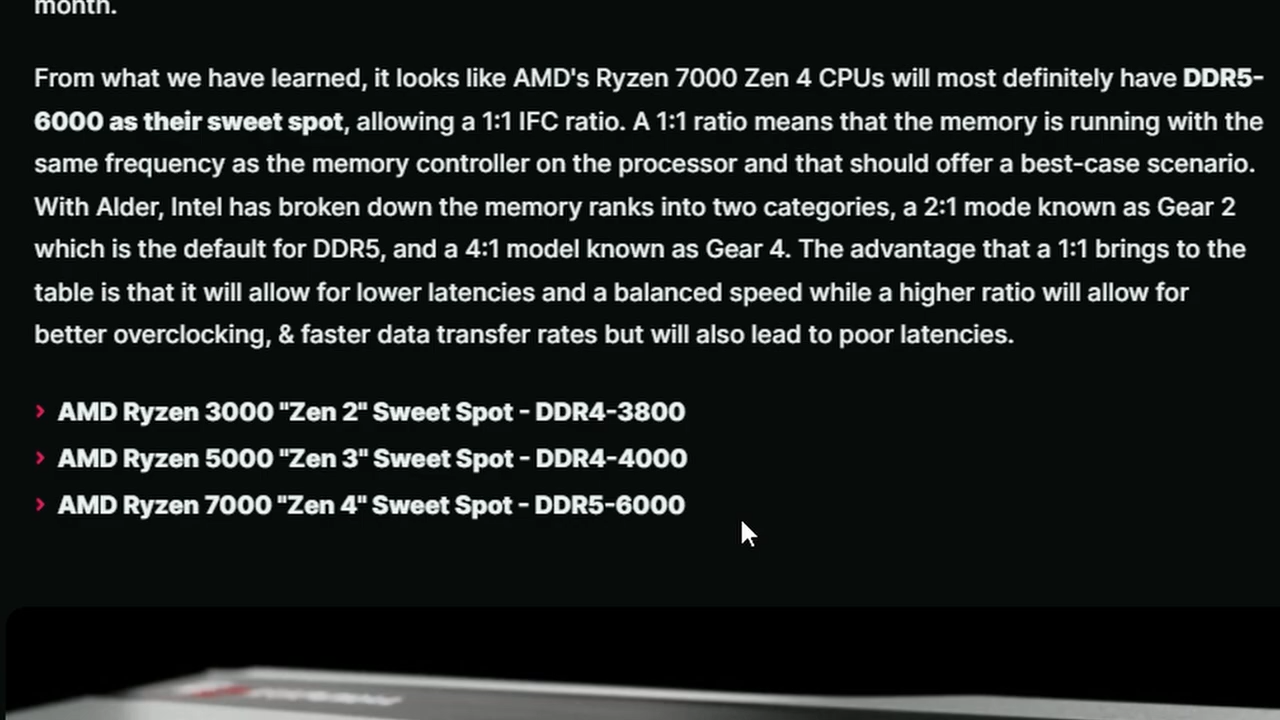 month.
From what we have learned, it looks like AMD's Ryzen 7000 Zen 4 CPUs will most definitely have DDR5-
6000 as their sweet spot, allowing a 1:1 IFC ratio. A 1:1 ratio means that the memory is running with the
same frequency as the memory controller on the processor and that should offer a best-case scenario.
With Alder, Intel has broken down the memory ranks into two categories, a 2:1 mode known as Gear 2
which is the default for DDR5, and a 4:1 model known as Gear 4. The advantage that a 1:1 brings to the
table is that it will allow for lower latencies and a balanced speed while a higher ratio will allow for
better overclocking, & faster data transfer rates but will also lead to poor latencies.
› AMD Ryzen 3000 "Zen 2" Sweet Spot - DDR4-3800
› AMD Ryzen 5000 "Zen 3" Sweet Spot - DDR4-4000
› AMD Ryzen 7000 "Zen 4" Sweet Spot - DDR5-6000